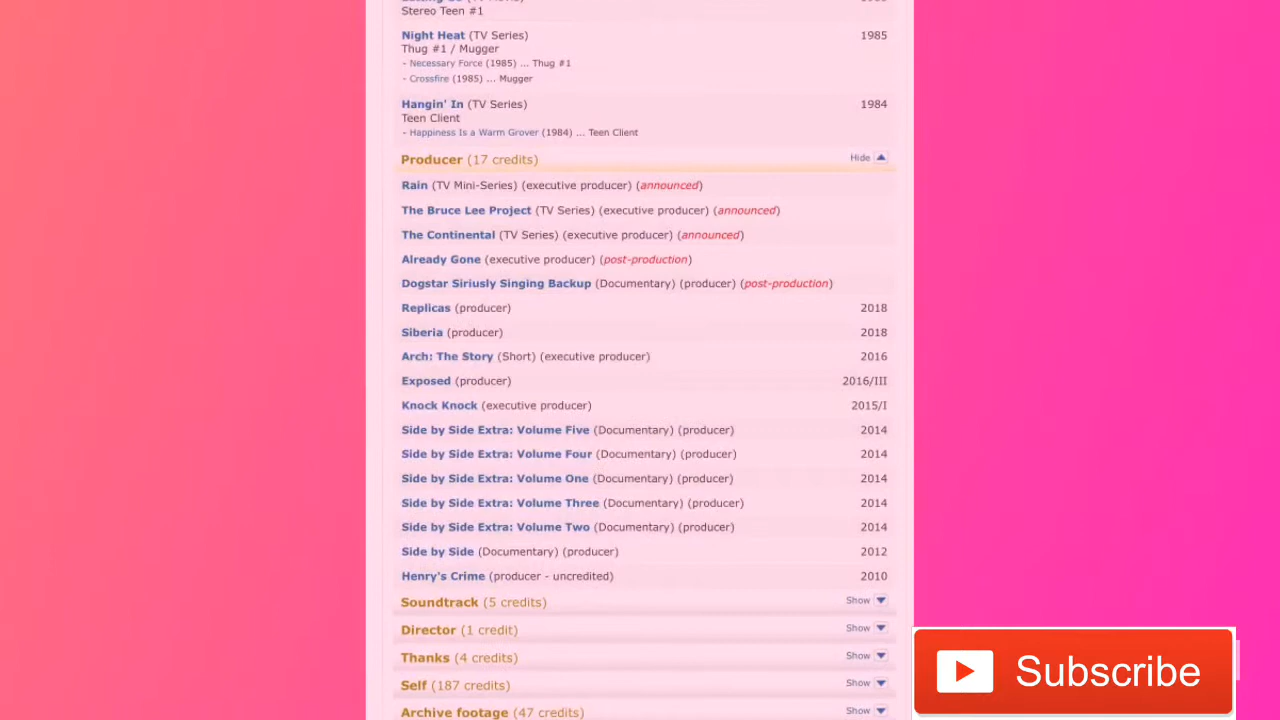 Stereo Teen #1
Night Heat (TV Series) 1985
Thug #1 / Mugger
- Necessary Force (1985) ... Thug #1
- Crossfire (1985) ... Mugger
Hangin' In (TV Series) 1984
Teen Client
- Happiness Is a Warm Grover (1984) ... Teen Client
Producer (17 credits) Hide
Rain (TV Mini-Series) (executive producer) (announced)
The Bruce Lee Project (TV Series) (executive producer) (announced)
The Continental (TV Series) (executive producer) (announced)
Already Gone (executive producer) (post-production)
Dogstar Siriusly Singing Backup (Documentary) (producer) (post-production)
Replicas (producer) 2018
Siberia (producer) 2018
Arch: The Story (Short) (executive producer) 2016
Exposed (producer) 2016/III
Knock Knock (executive producer) 2015/I
Side by Side Extra: Volume Five (Documentary) (producer) 2014
Side by Side Extra: Volume Four (Documentary) (producer) 2014
Side by Side Extra: Volume One (Documentary) (producer) 2014
Side by Side Extra: Volume Three (Documentary) (producer) 2014
Side by Side Extra: Volume Two (Documentary) (producer) 2014
Side by Side (Documentary) (producer) 2012
Henry's Crime (producer - uncredited) 2010
Soundtrack (5 credits) Show
Director (1 credit) Show
Thanks (4 credits) Show
Self (187 credits) Show
Archive footage (47 credits) Show
Subscribe